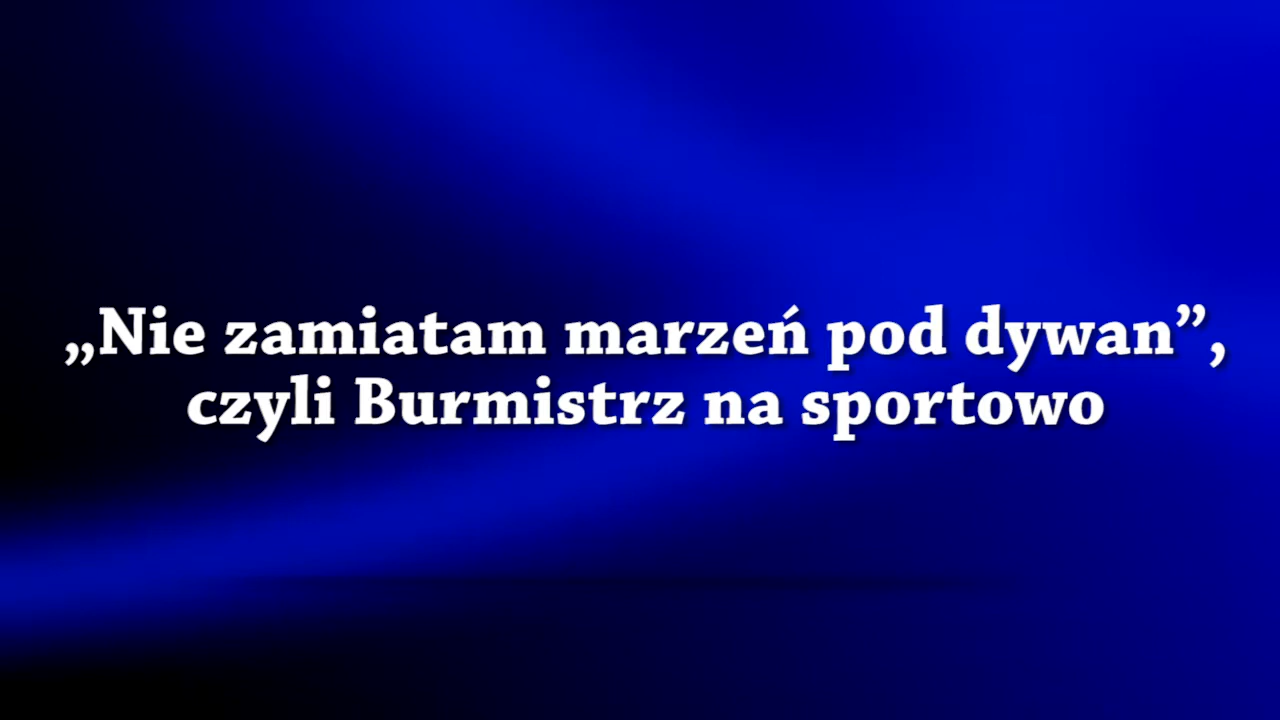 „Nie zamiatam marzeń pod dywan”,
czyli Burmistrz na sportowo